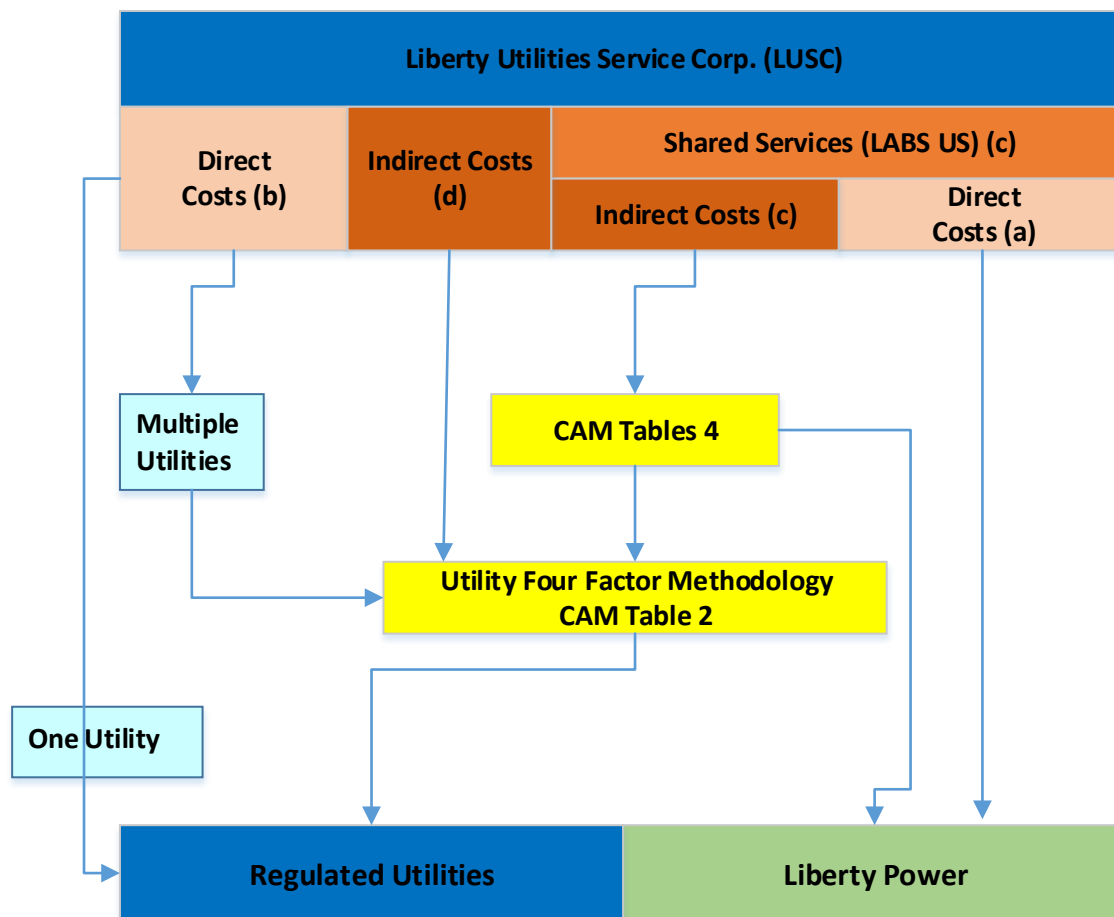 Liberty Utilities Service Corp. (LUSC)
Direct
Costs (b)
Indirect Costs
(d)
Shared Services (LABS US) (c)
Indirect Costs (c)
Direct
Costs (a)
Multiple
Utilities
CAM Tables 4
Utility Four Factor Methodology
CAM Table 2
One Utility
Regulated Utilities
Liberty Power